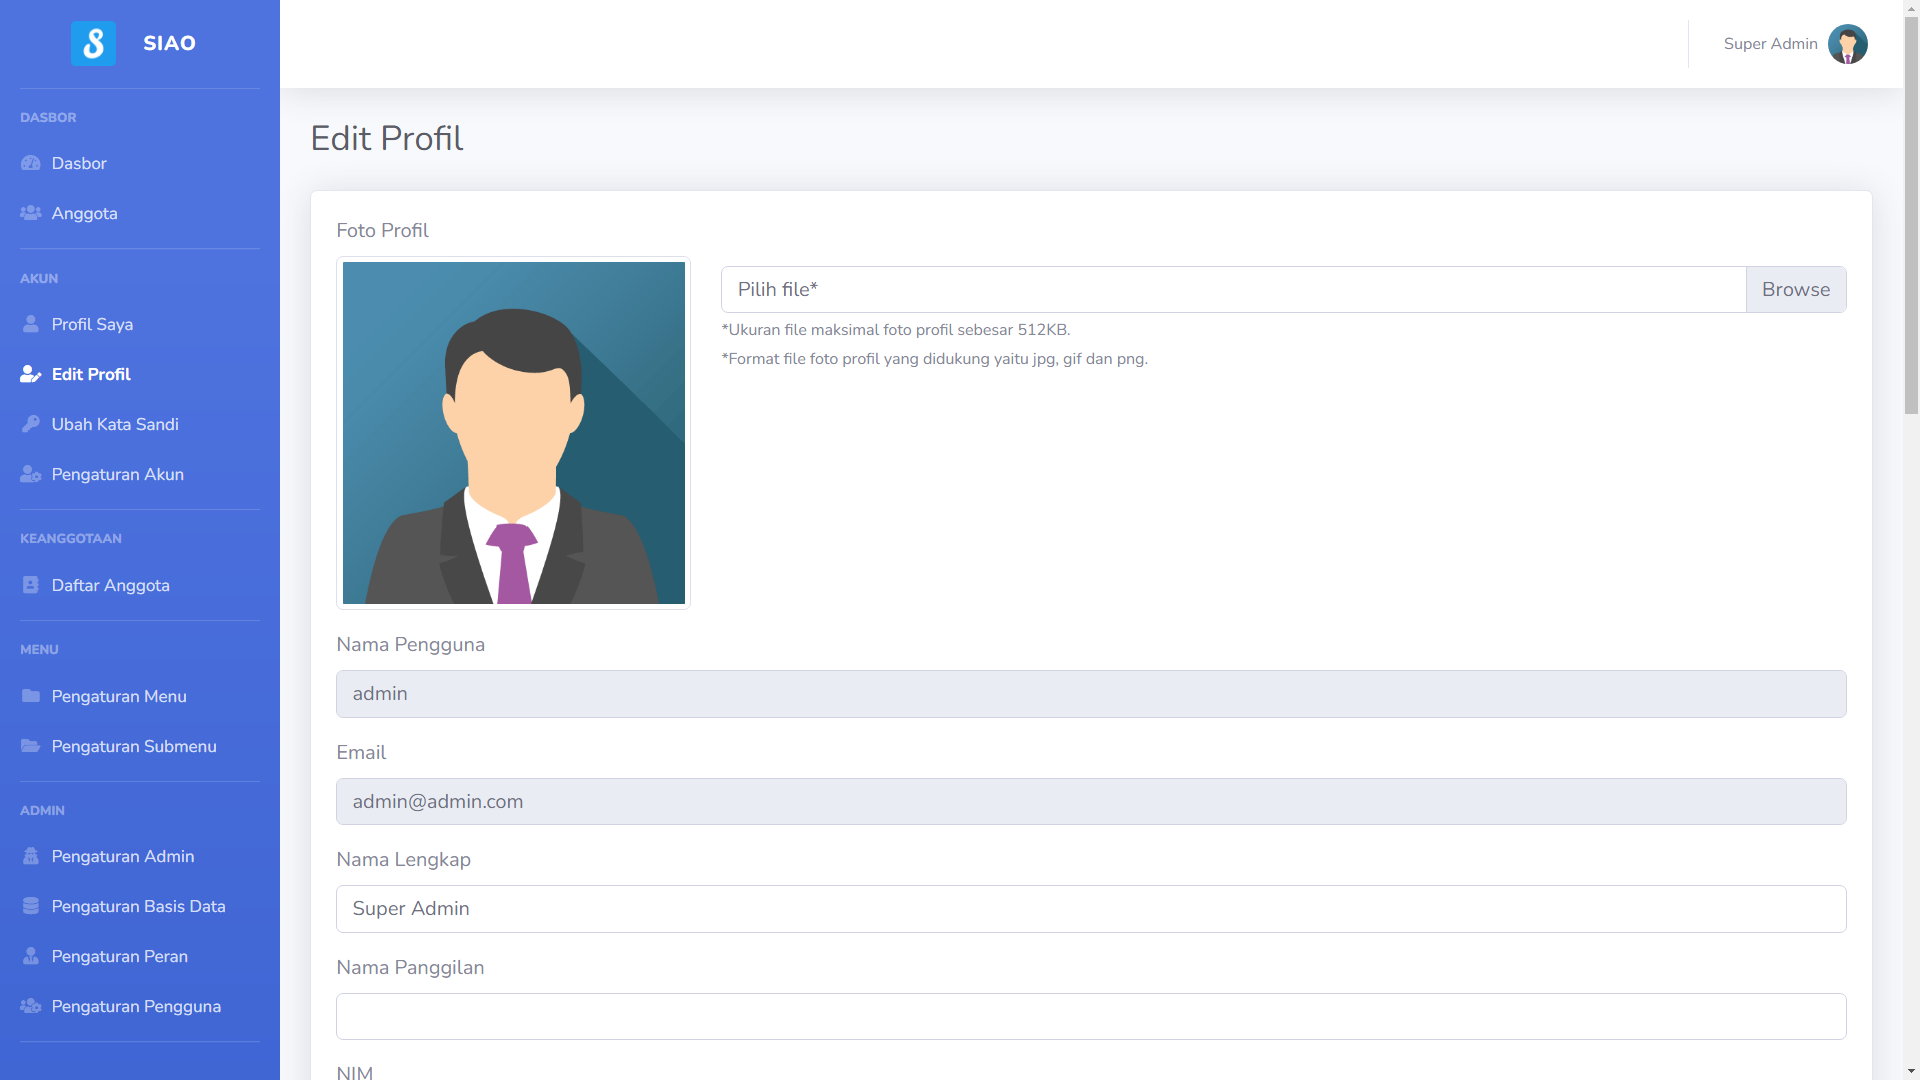 SIAO
DASBOR
Dasbor
Anggota
AKUN
Profil Saya
Edit Profil
Ubah Kata Sandi
Pengaturan Akun
KEANGGOTAAN
Daftar Anggota
MENU
Pengaturan Menu
Pengaturan Submenu
ADMIN
Pengaturan Admin
Pengaturan Basis Data
Pengaturan Peran
Pengaturan Pengguna
Super Admin
Edit Profil
Foto Profil
Pilih file* Browse
*Ukuran file maksimal foto profil sebesar 512KB.
*Format file foto profil yang didukung yaitu jpg, gif dan png.
Nama Pengguna
admin
Email
admin@admin.com
Nama Lengkap
Super Admin
Nama Panggilan
NIM